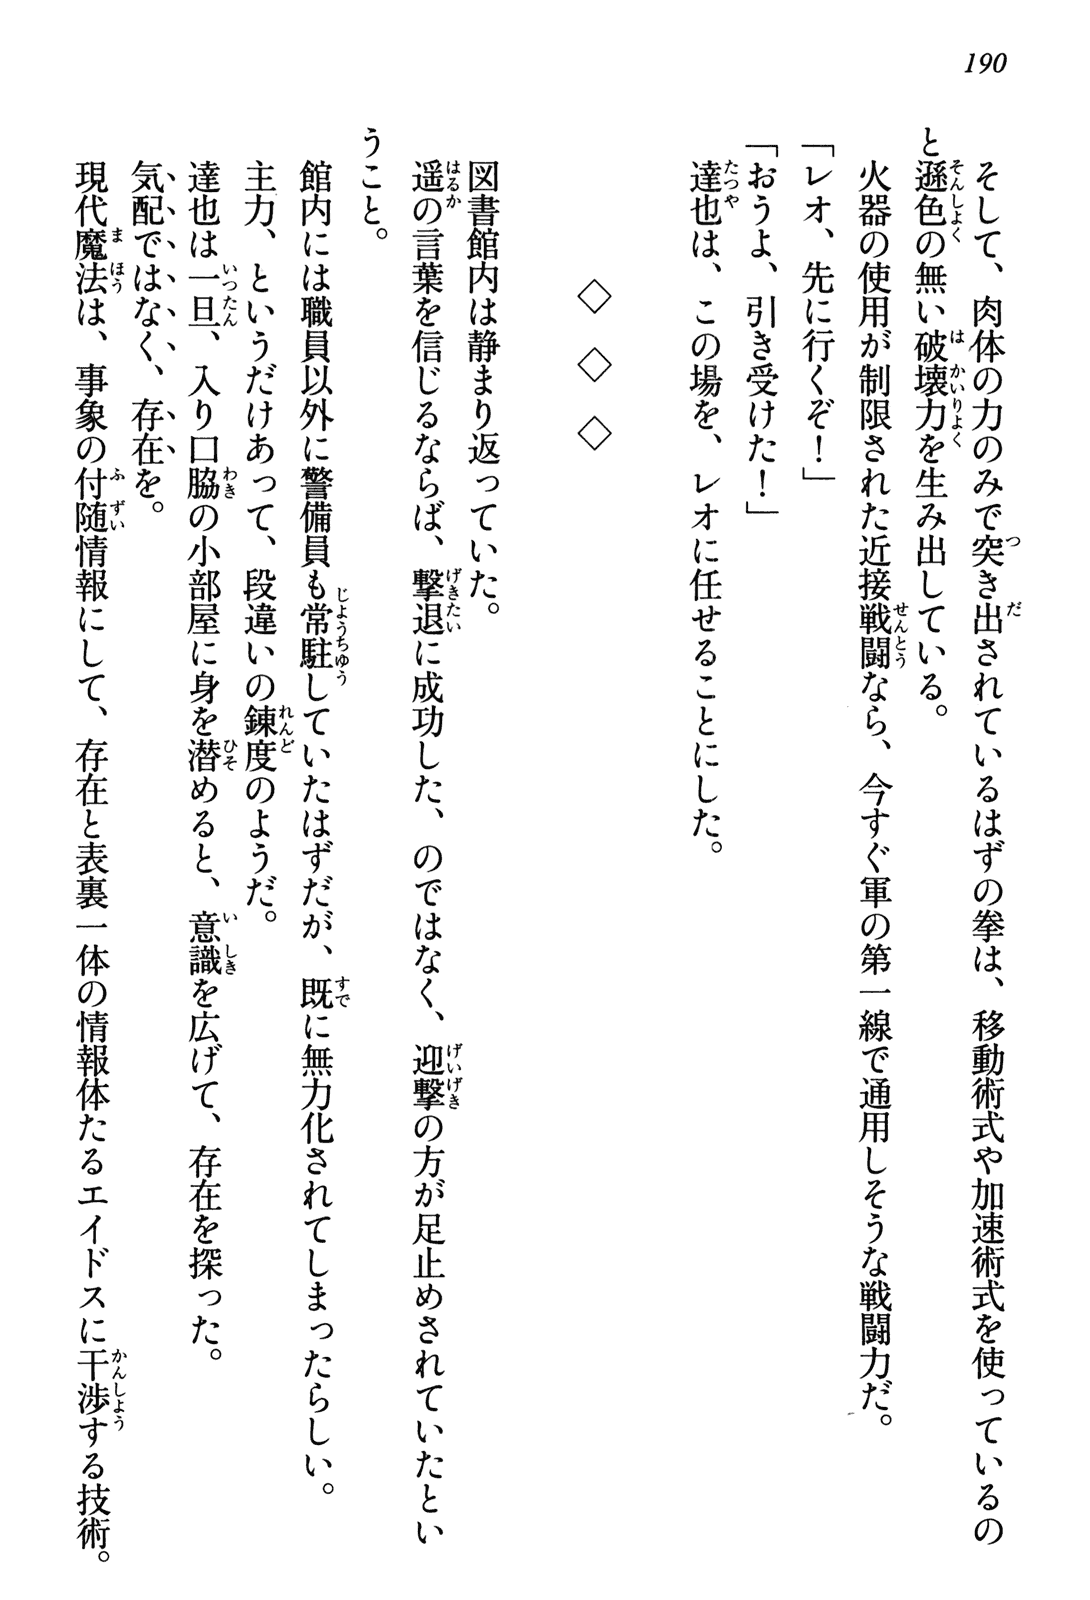 190
そして、肉体の力のみで突き出されているはずの拳は、移動術式や加速術式を使っているの
と遜色の無い破壊力を生み出している。
火器の使用が制限された近接戦闘なら、今すぐ軍の第一線で通用しそうな戦闘力だ。
「レオ、先に行くぞ!」
「おうよ、引き受けた!」
達也は、この場を、レオに任せることにした。
◇ ◇ ◇
図書館内は静まり返っていた。
遥の言葉を信じるならば、撃退に成功した、のではなく、迎撃の方が足止めされていたとい
うこと。
館内には職員以外に警備員も常駐していたはずだが、既に無力化されてしまったらしい。
主力、というだけあって、段違いの錬度のようだ。
達也は一旦、入り口脇の小部屋に身を潜めると、意識を広げて、存在を探った。
気配ではなく、存在を。
現代魔法は、事象の付随情報にして、存在と表裏一体の情報体たるエイドスに干渉する技術。